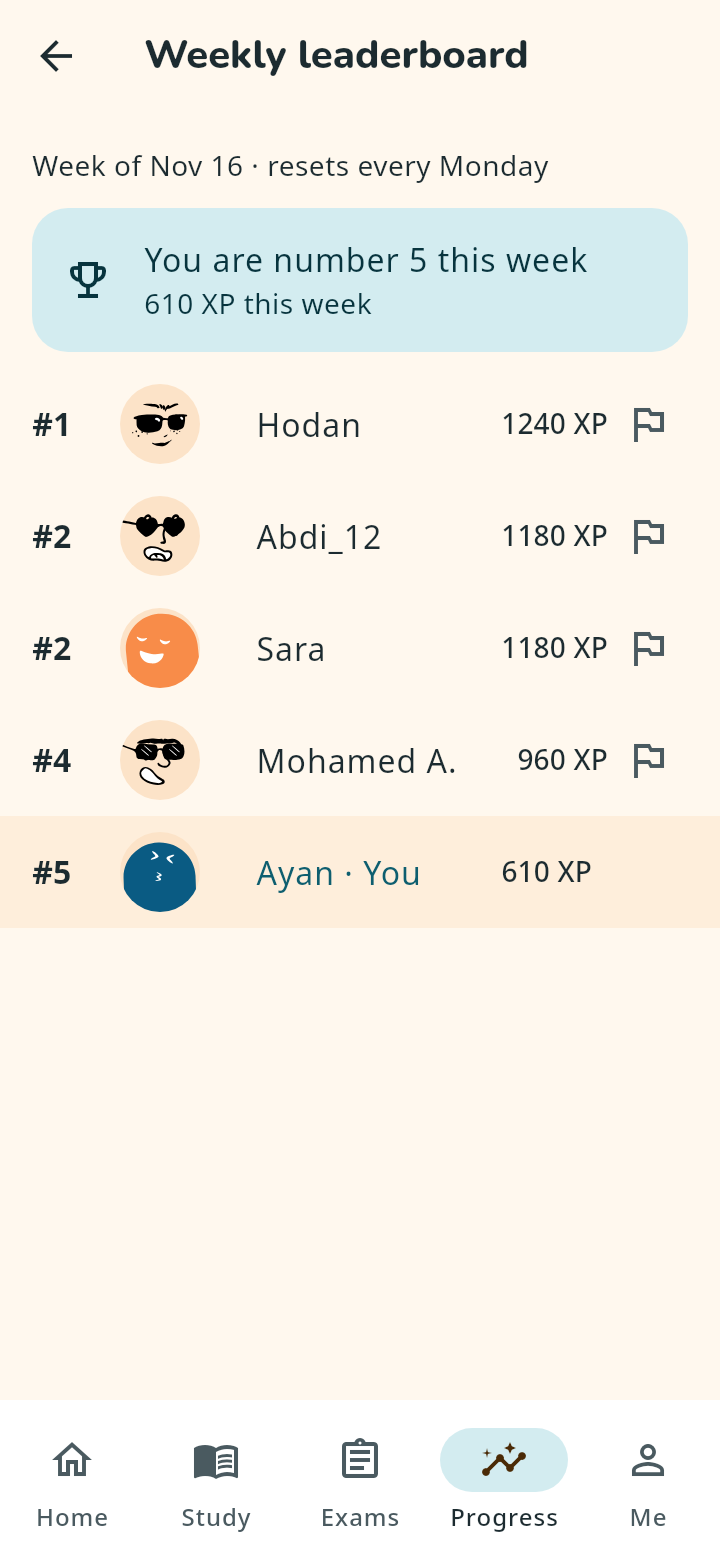 Weekly leaderboard
Week of Nov 16 · resets every Monday
You are number 5 this week
610 XP this week
#1 Hodan 1240 XP
#2 Abdi_12 1180 XP
#2 Sara 1180 XP
#4 Mohamed A. 960 XP
#5 Ayan · You 610 XP
Home Study Exams Progress Me